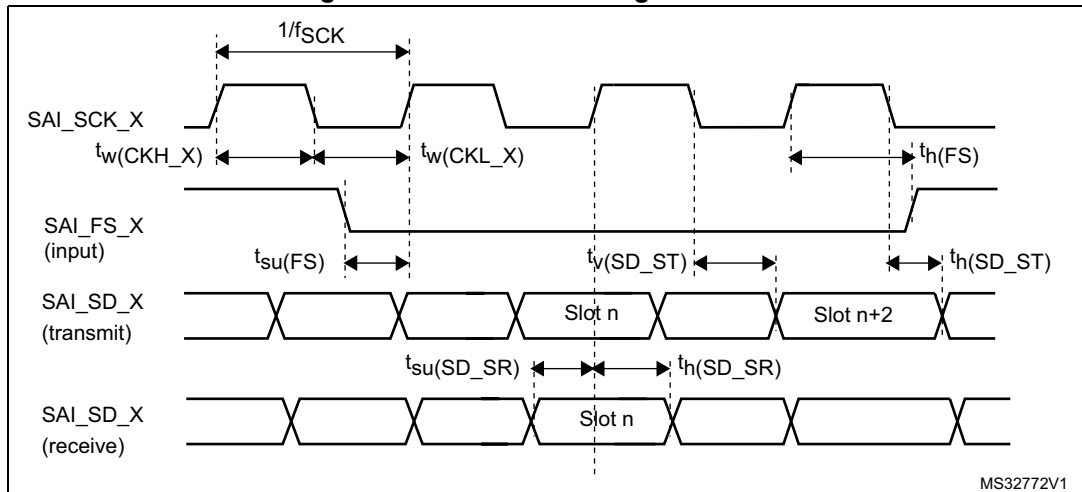 1/fSCK
SAI_SCK_X
tw(CKH_X)
tw(CKL_X)
th(FS)
SAI_FS_X
(input)
tsu(FS)
tv(SD_ST)
th(SD_ST)
SAI_SD_X
(transmit)
Slot n
Slot n+2
tsu(SD_SR)
th(SD_SR)
SAI_SD_X
(receive)
Slot n
MS32772V1